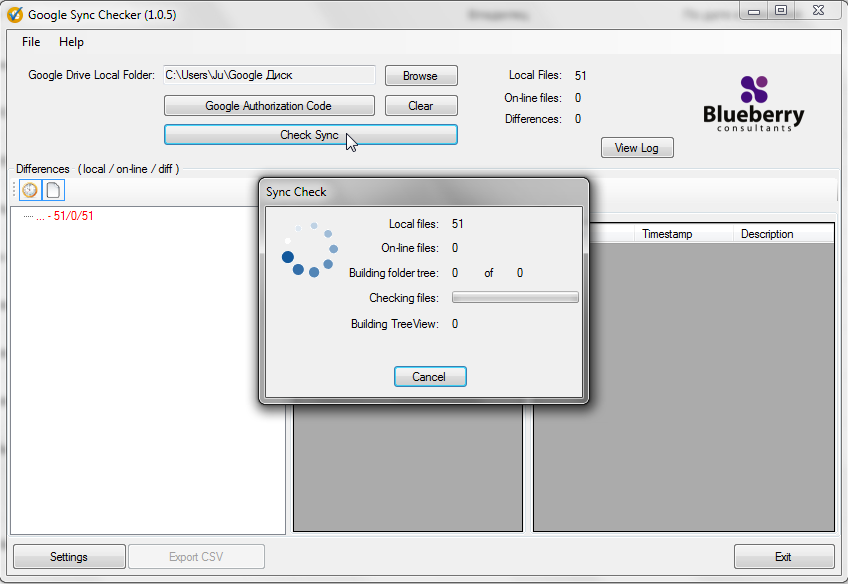 Google Sync Checker (1.0.5)
File Help
Google Drive Local Folder: C:\Users\Ju\Google Диск Browse
Google Authorization Code Clear
Check Sync
Local Files: 51
On-line files: 0
Differences: 0
View Log
Blueberry
consultants
Differences ( local / on-line / diff )
... - 51/0/51
Timestamp Description
Sync Check
Local files: 51
On-line files: 0
Building folder tree: 0 of 0
Checking files:
Building TreeView: 0
Cancel
Settings Export CSV Exit